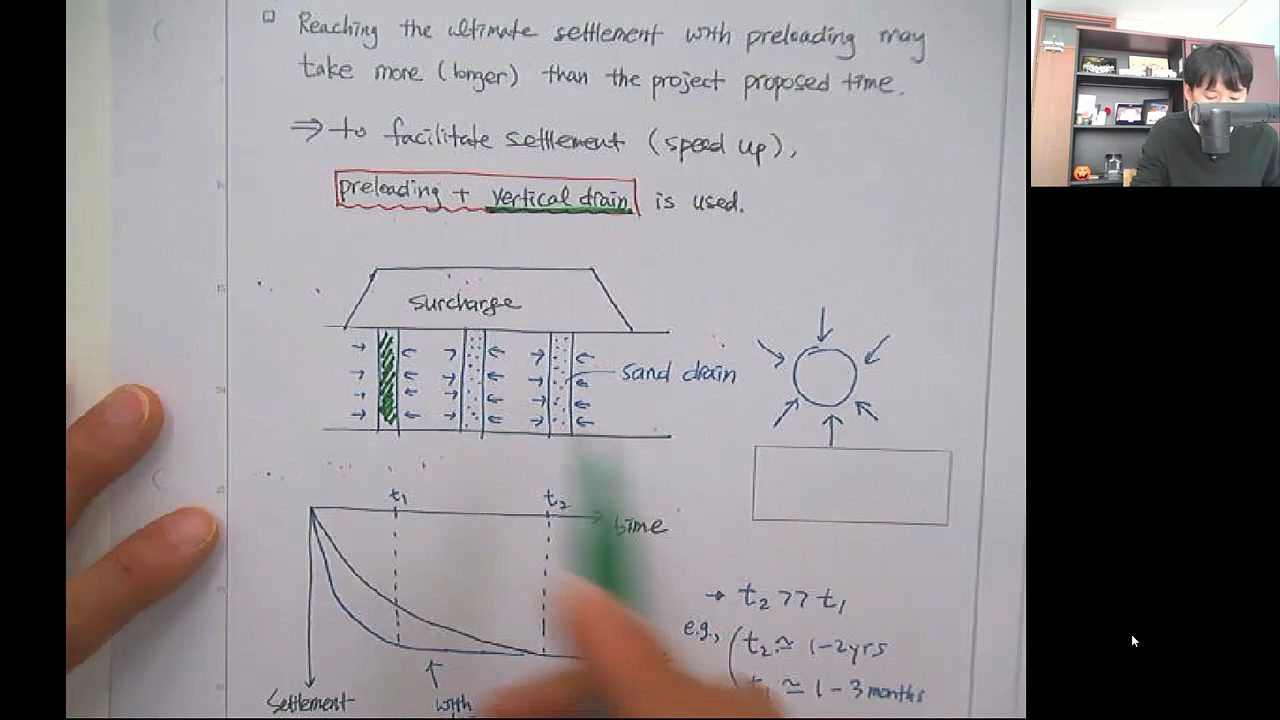 Reaching the ultimate settlement with preloading may
take more (longer) than the project proposed time.
⇒ to facilitate settlement (speed up),
preloading + vertical drain is used.
surcharge
sand drain
t1
t2
time
→ t2 >> t1
e.g., ( t2 ≃ 1-2yrs
t1 ≃ 1-3 months
Settlement
with